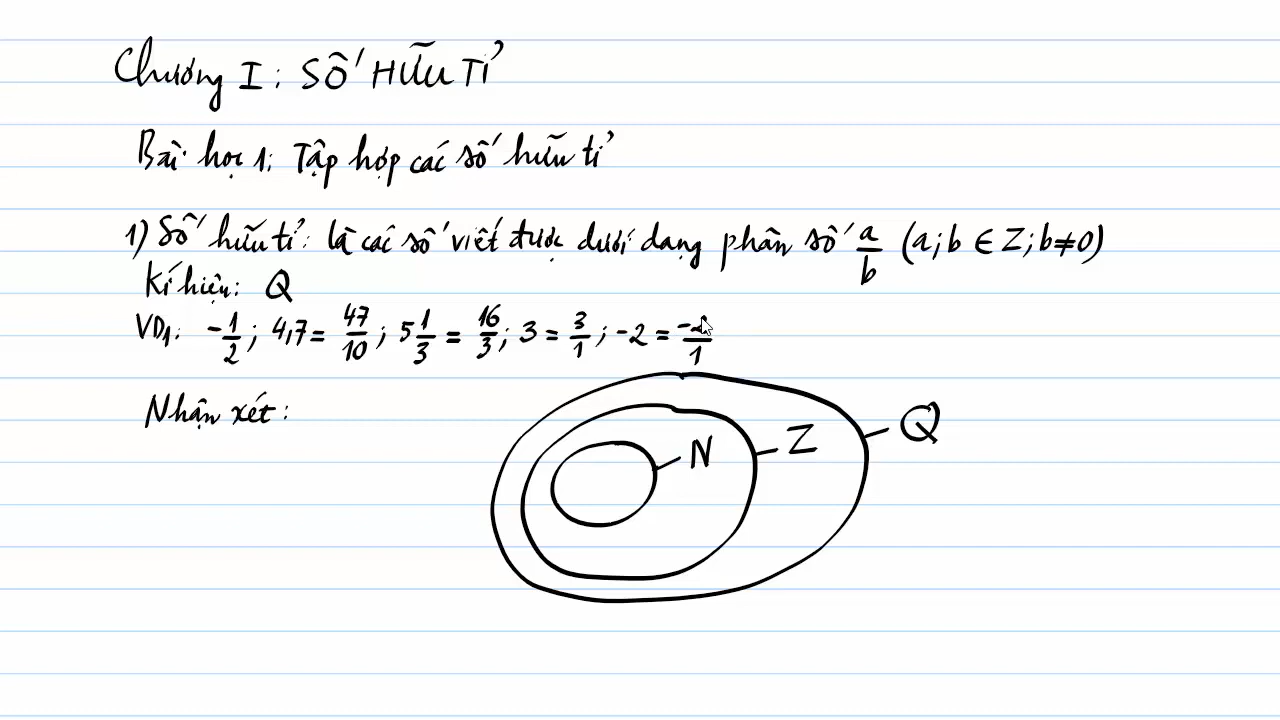 Chương I: SỐ HỮU TỈ
Bài học 1: Tập hợp các số hữu tỉ
1) Số hữu tỉ: là các số viết được dưới dạng phân số a/b (a;b ∈ Z; b≠0)
Kí hiệu: Q
VD1: -1/2; 4,7 = 47/10; 5 1/3 = 16/3; 3 = 3/1; -2 = -2/1
Nhận xét:
N Z Q